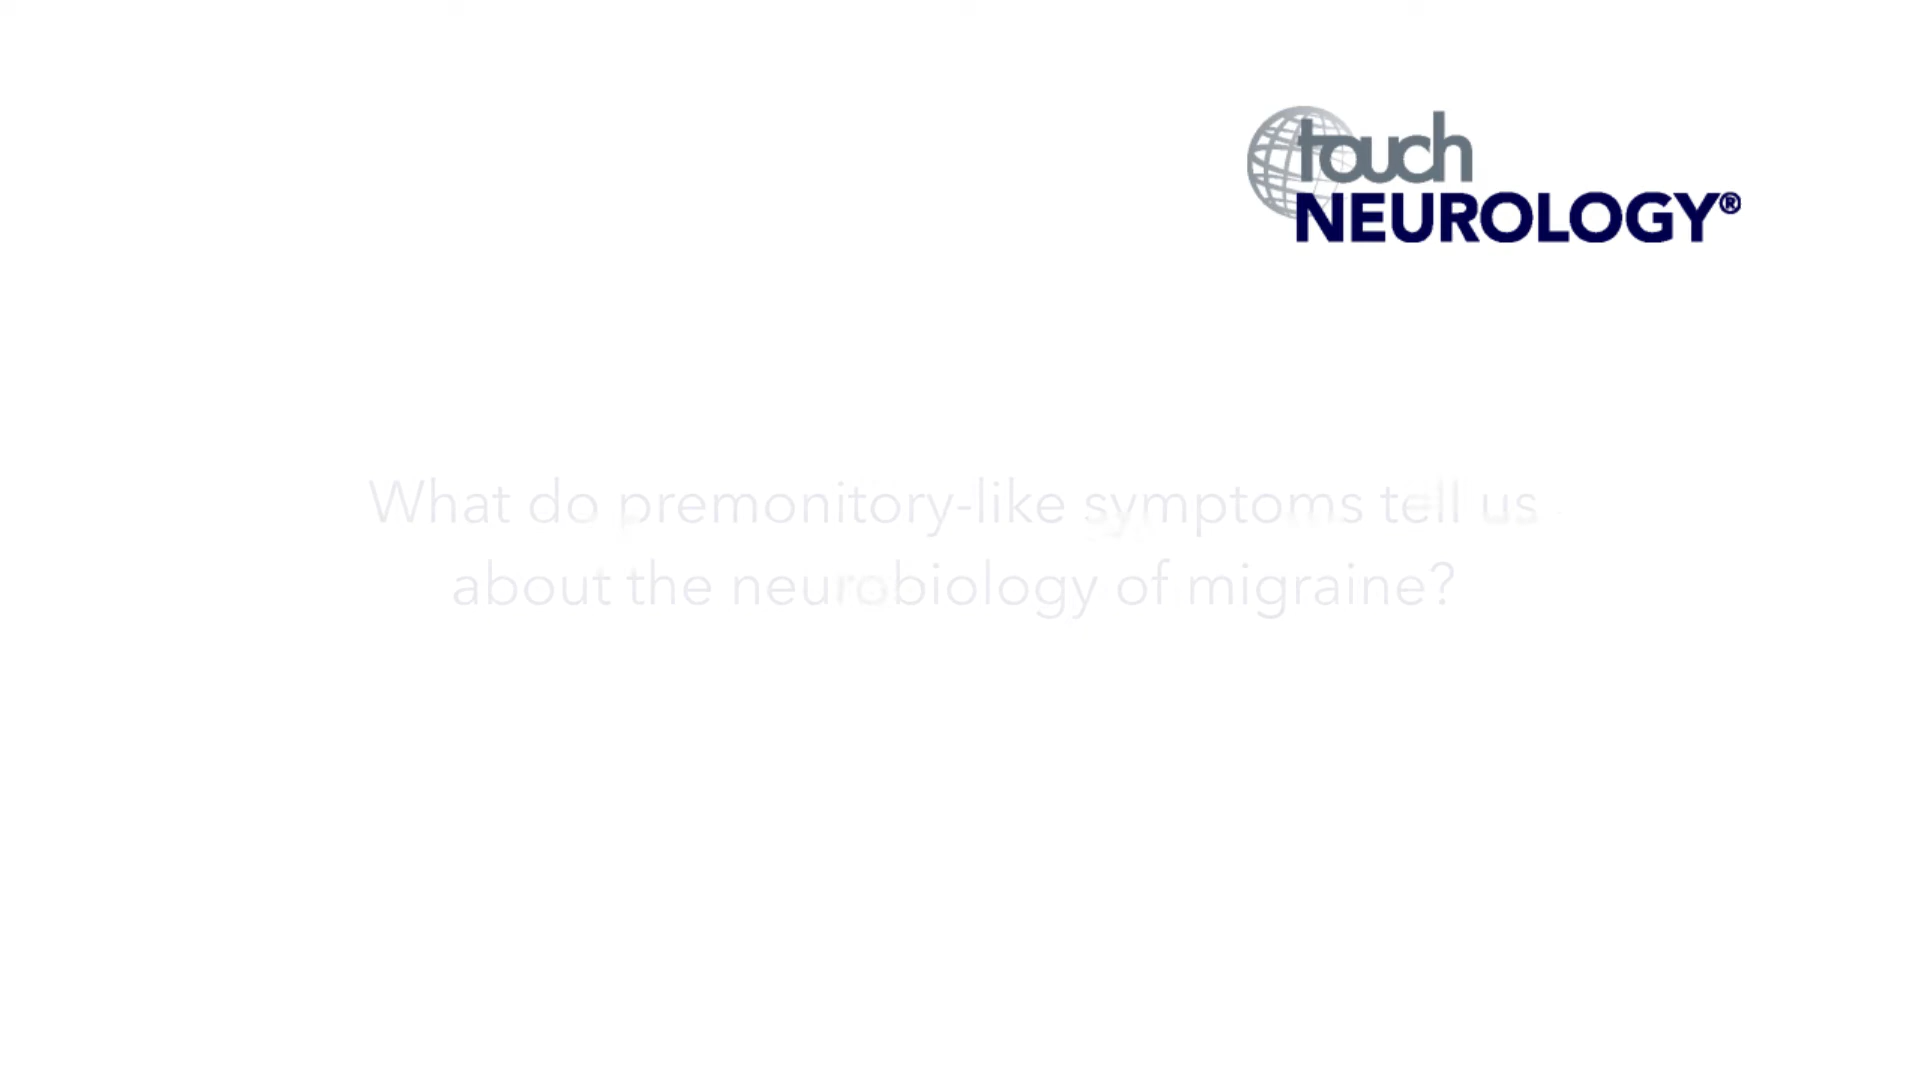 touch
NEUROLOGY®
What do premonitory-like symptoms tell us
about the neurobiology of migraine?